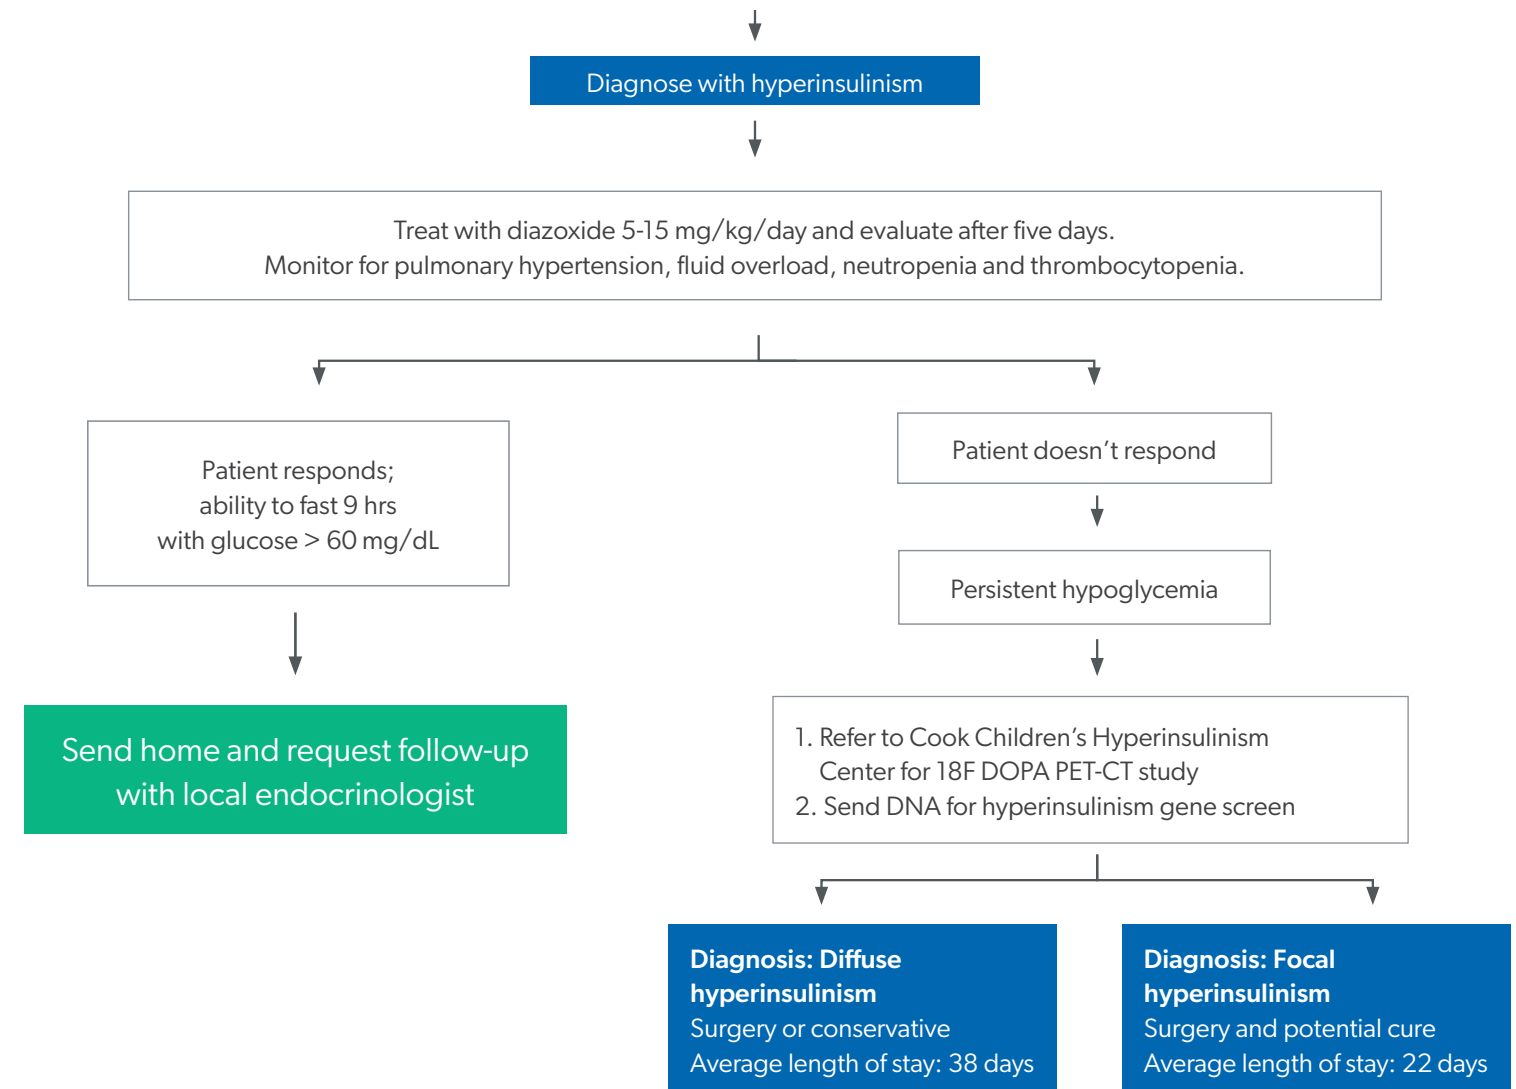 Diagnose with hyperinsulinism
Treat with diazoxide 5-15 mg/kg/day and evaluate after five days.
Monitor for pulmonary hypertension, fluid overload, neutropenia and thrombocytopenia.
Patient responds;
ability to fast 9 hrs
with glucose > 60 mg/dL
Send home and request follow-up
with local endocrinologist
Patient doesn’t respond
Persistent hypoglycemia
1. Refer to Cook Children’s Hyperinsulinism
Center for 18F DOPA PET-CT study
2. Send DNA for hyperinsulinism gene screen
Diagnosis: Diffuse
hyperinsulinism
Surgery or conservative
Average length of stay: 38 days
Diagnosis: Focal
hyperinsulinism
Surgery and potential cure
Average length of stay: 22 days